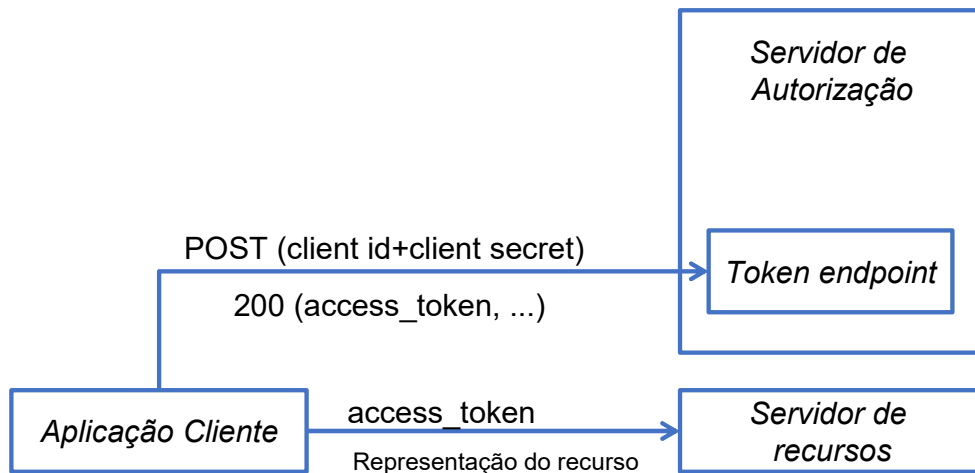 Servidor de
Autorização
POST (client id+client secret)
Token endpoint
200 (access_token, ...)
Aplicação Cliente
access_token
Representação do recurso
Servidor de
recursos